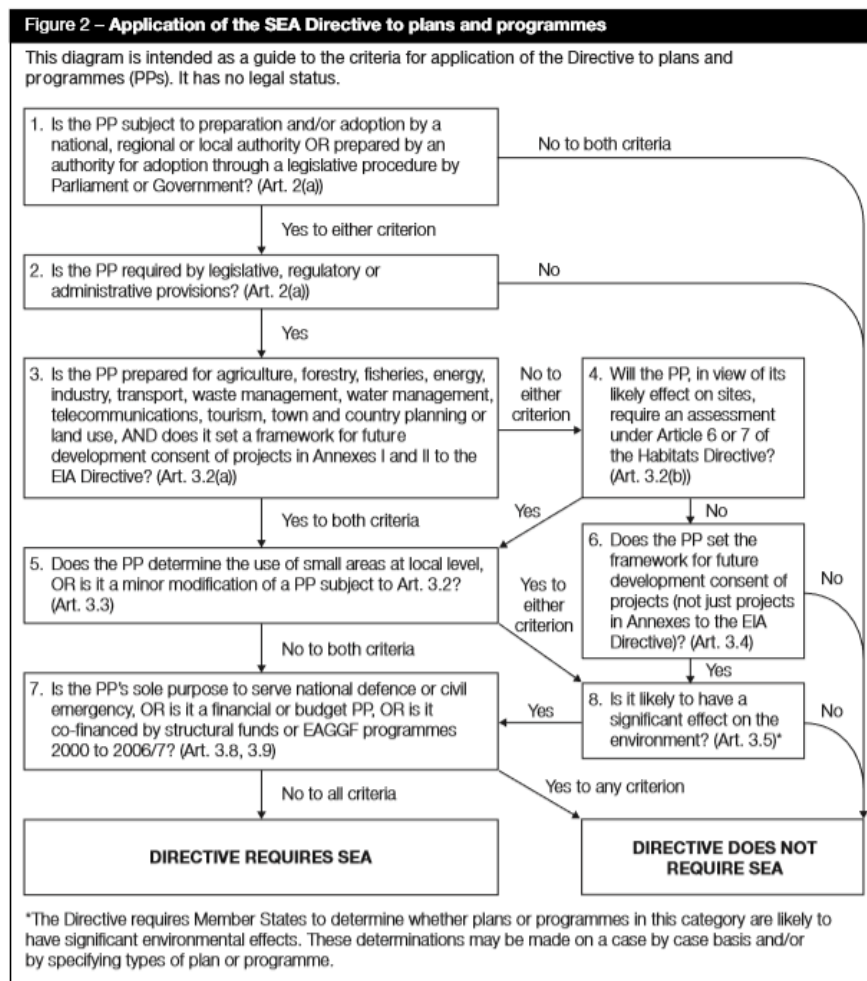 Figure 2 – Application of the SEA Directive to plans and programmes
This diagram is intended as a guide to the criteria for application of the Directive to plans and
programmes (PPs). It has no legal status.
1. Is the PP subject to preparation and/or adoption by a
national, regional or local authority OR prepared by an
authority for adoption through a legislative procedure by
Parliament or Government? (Art. 2(a))
No to both criteria
Yes to either criterion
2. Is the PP required by legislative, regulatory or
administrative provisions? (Art. 2(a))
No
Yes
3. Is the PP prepared for agriculture, forestry, fisheries, energy,
industry, transport, waste management, water management,
telecommunications, tourism, town and country planning or
land use, AND does it set a framework for future
development consent of projects in Annexes I and II to the
EIA Directive? (Art. 3.2(a))
No to
either
criterion
4. Will the PP, in view of its
likely effect on sites,
require an assessment
under Article 6 or 7 of
the Habitats Directive?
(Art. 3.2(b))
Yes to both criteria
Yes
No
5. Does the PP determine the use of small areas at local level,
OR is it a minor modification of a PP subject to Art. 3.2?
(Art. 3.3)
Yes to
either
criterion
6. Does the PP set the
framework for future
development consent of
projects (not just projects
in Annexes to the EIA
Directive)? (Art. 3.4)
No
No to both criteria
Yes
7. Is the PP's sole purpose to serve national defence or civil
emergency, OR is it a financial or budget PP, OR is it
co-financed by structural funds or EAGGF programmes
2000 to 2006/7? (Art. 3.8, 3.9)
Yes
8. Is it likely to have a
significant effect on the
environment? (Art. 3.5)*
No
No to all criteria
Yes to any criterion
DIRECTIVE REQUIRES SEA
DIRECTIVE DOES NOT
REQUIRE SEA
*The Directive requires Member States to determine whether plans or programmes in this category are likely to
have significant environmental effects. These determinations may be made on a case by case basis and/or
by specifying types of plan or programme.